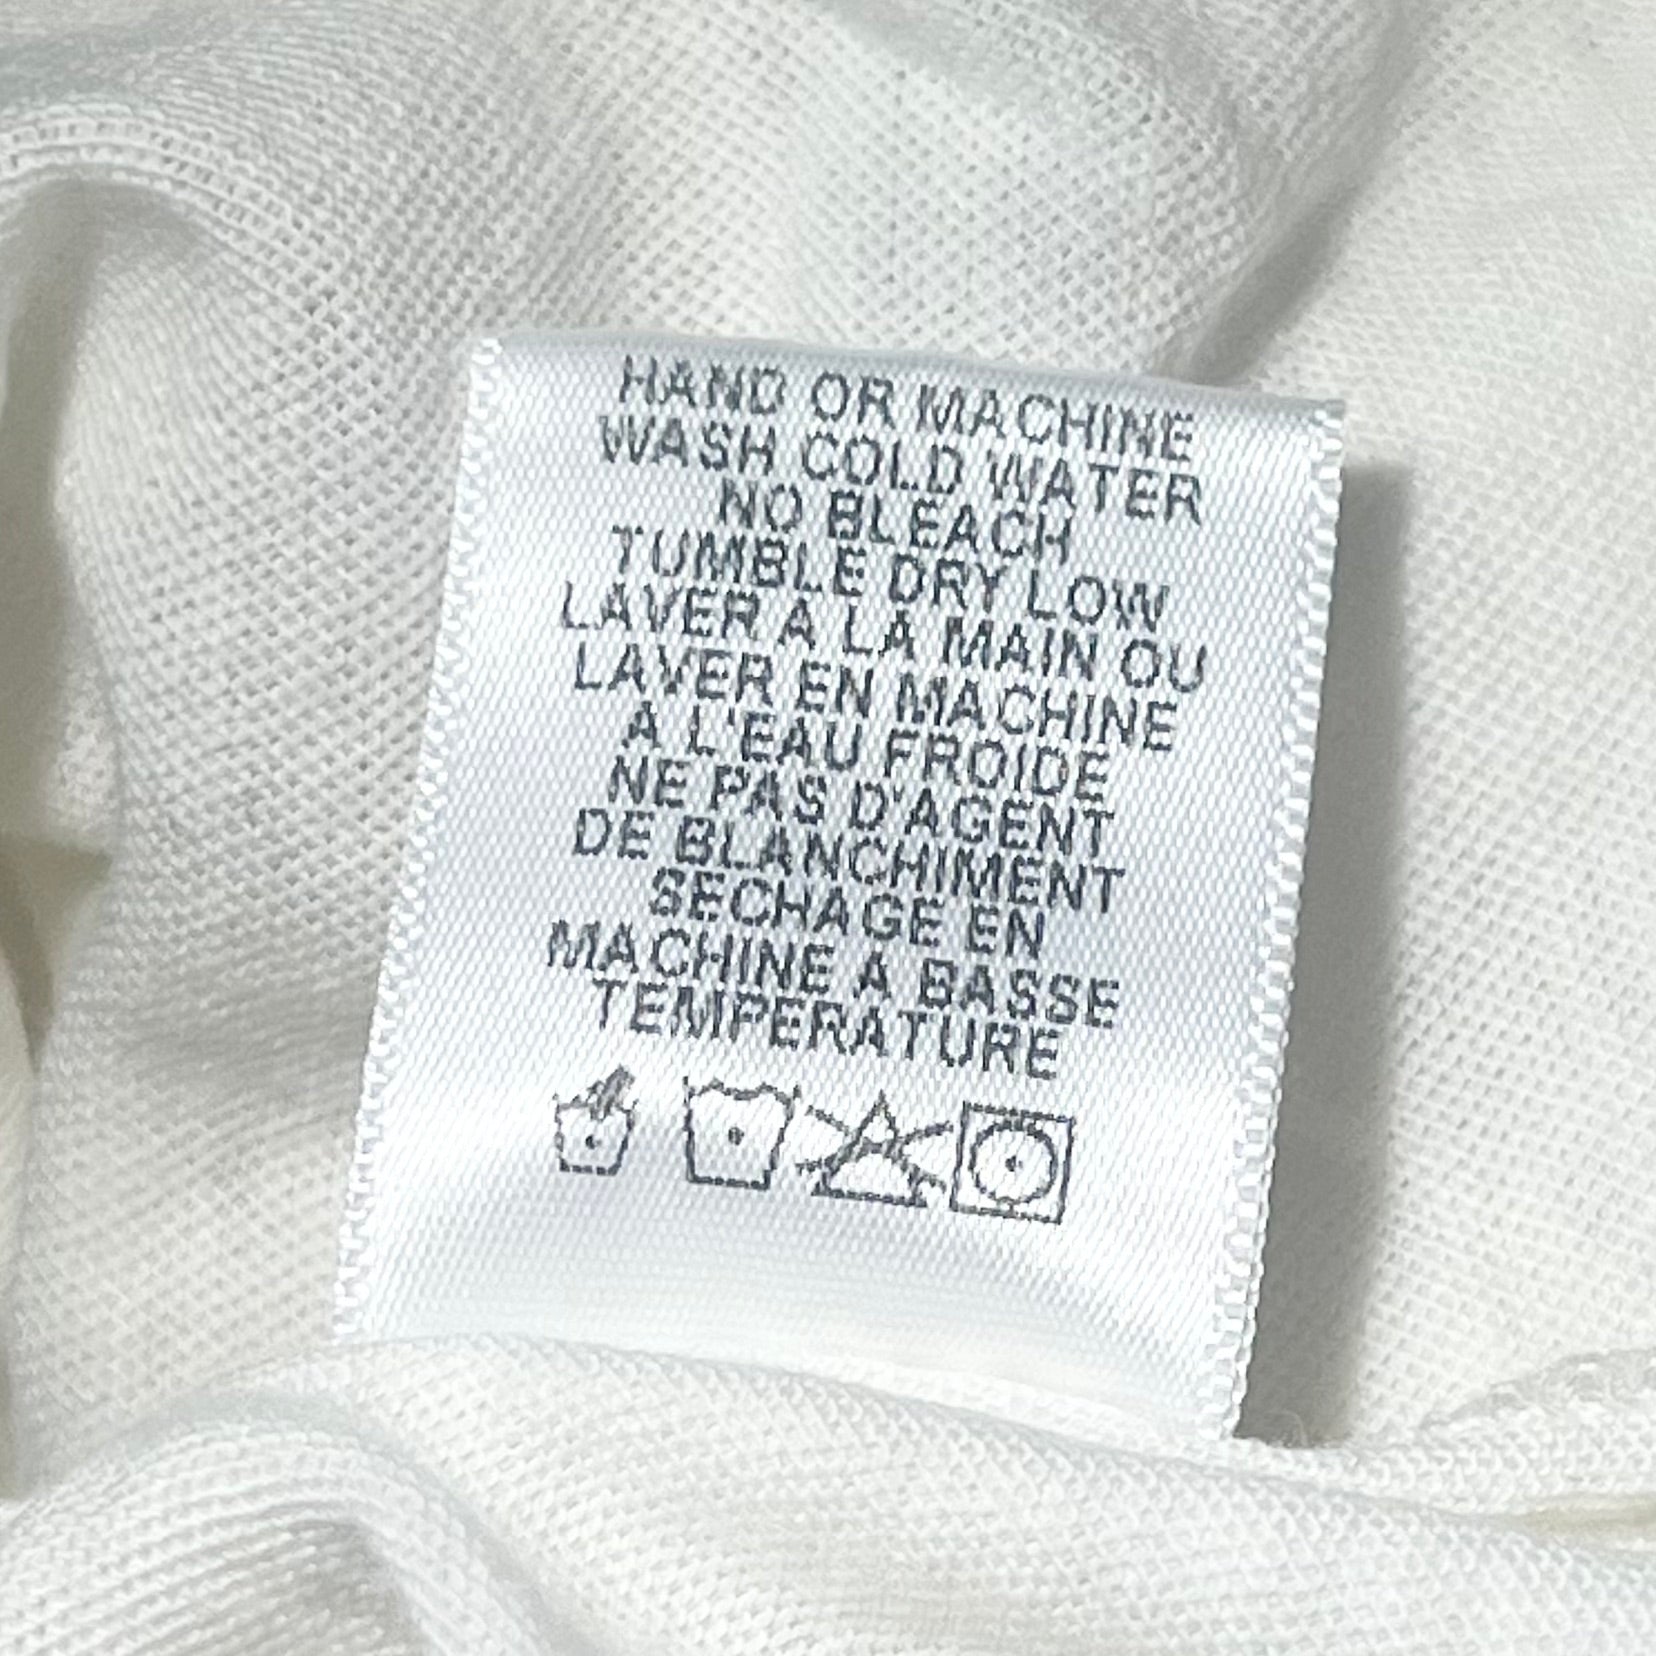 HAND OR MACHINE
WASH COLD WATER
NO BLEACH
TUMBLE DRY LOW
LAVER A LA MAIN OU
LAVER EN MACHINE
A L'EAU FROIDE
NE PAS D'AGENT
DE BLANCHIMENT
SECHAGE EN
MACHINE A BASSE
TEMPERATURE